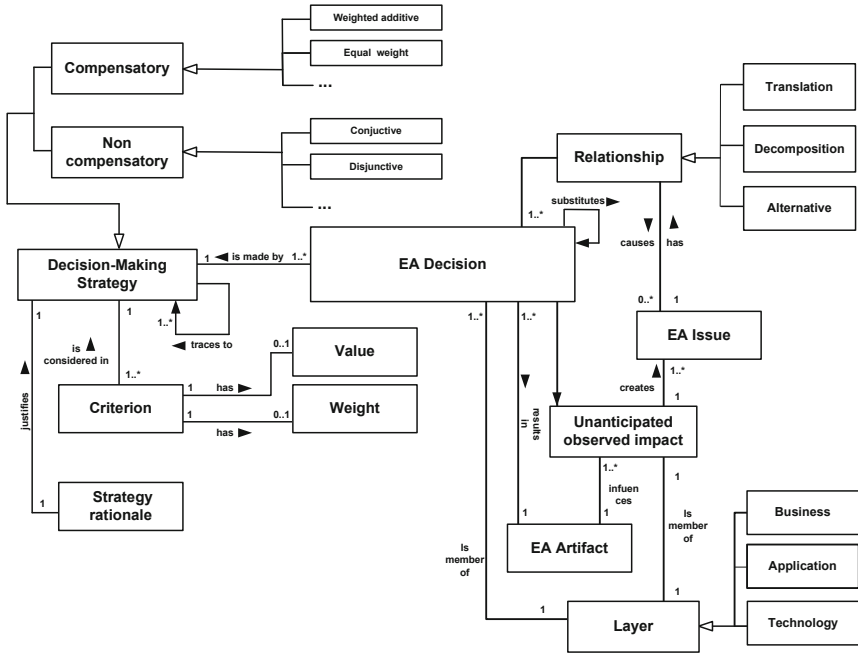 Weighted additive
Compensatory
Equal weight
...
Translation
Non
compensatory
Conjuctive
Disjunctive
...
Relationship
Decomposition
Alternative
substitutes
1..*
causes
has
EA Decision
1
is made by
1..*
Decision-Making
Strategy
0..*
1
1..*
1..*
1
1
1..*
traces to
EA Issue
is
considered in
0..1
Value
creates
1..*
1..*
1
has
Criterion
1
0..1
Weight
has
1
Unanticipated
observed impact
results
in
justifies
1..*
1
infuen
ces
1
Strategy
rationale
1
1
EA Artifact
Is
member
of
Is
member
of
Business
Application
1
1
Layer
Technology